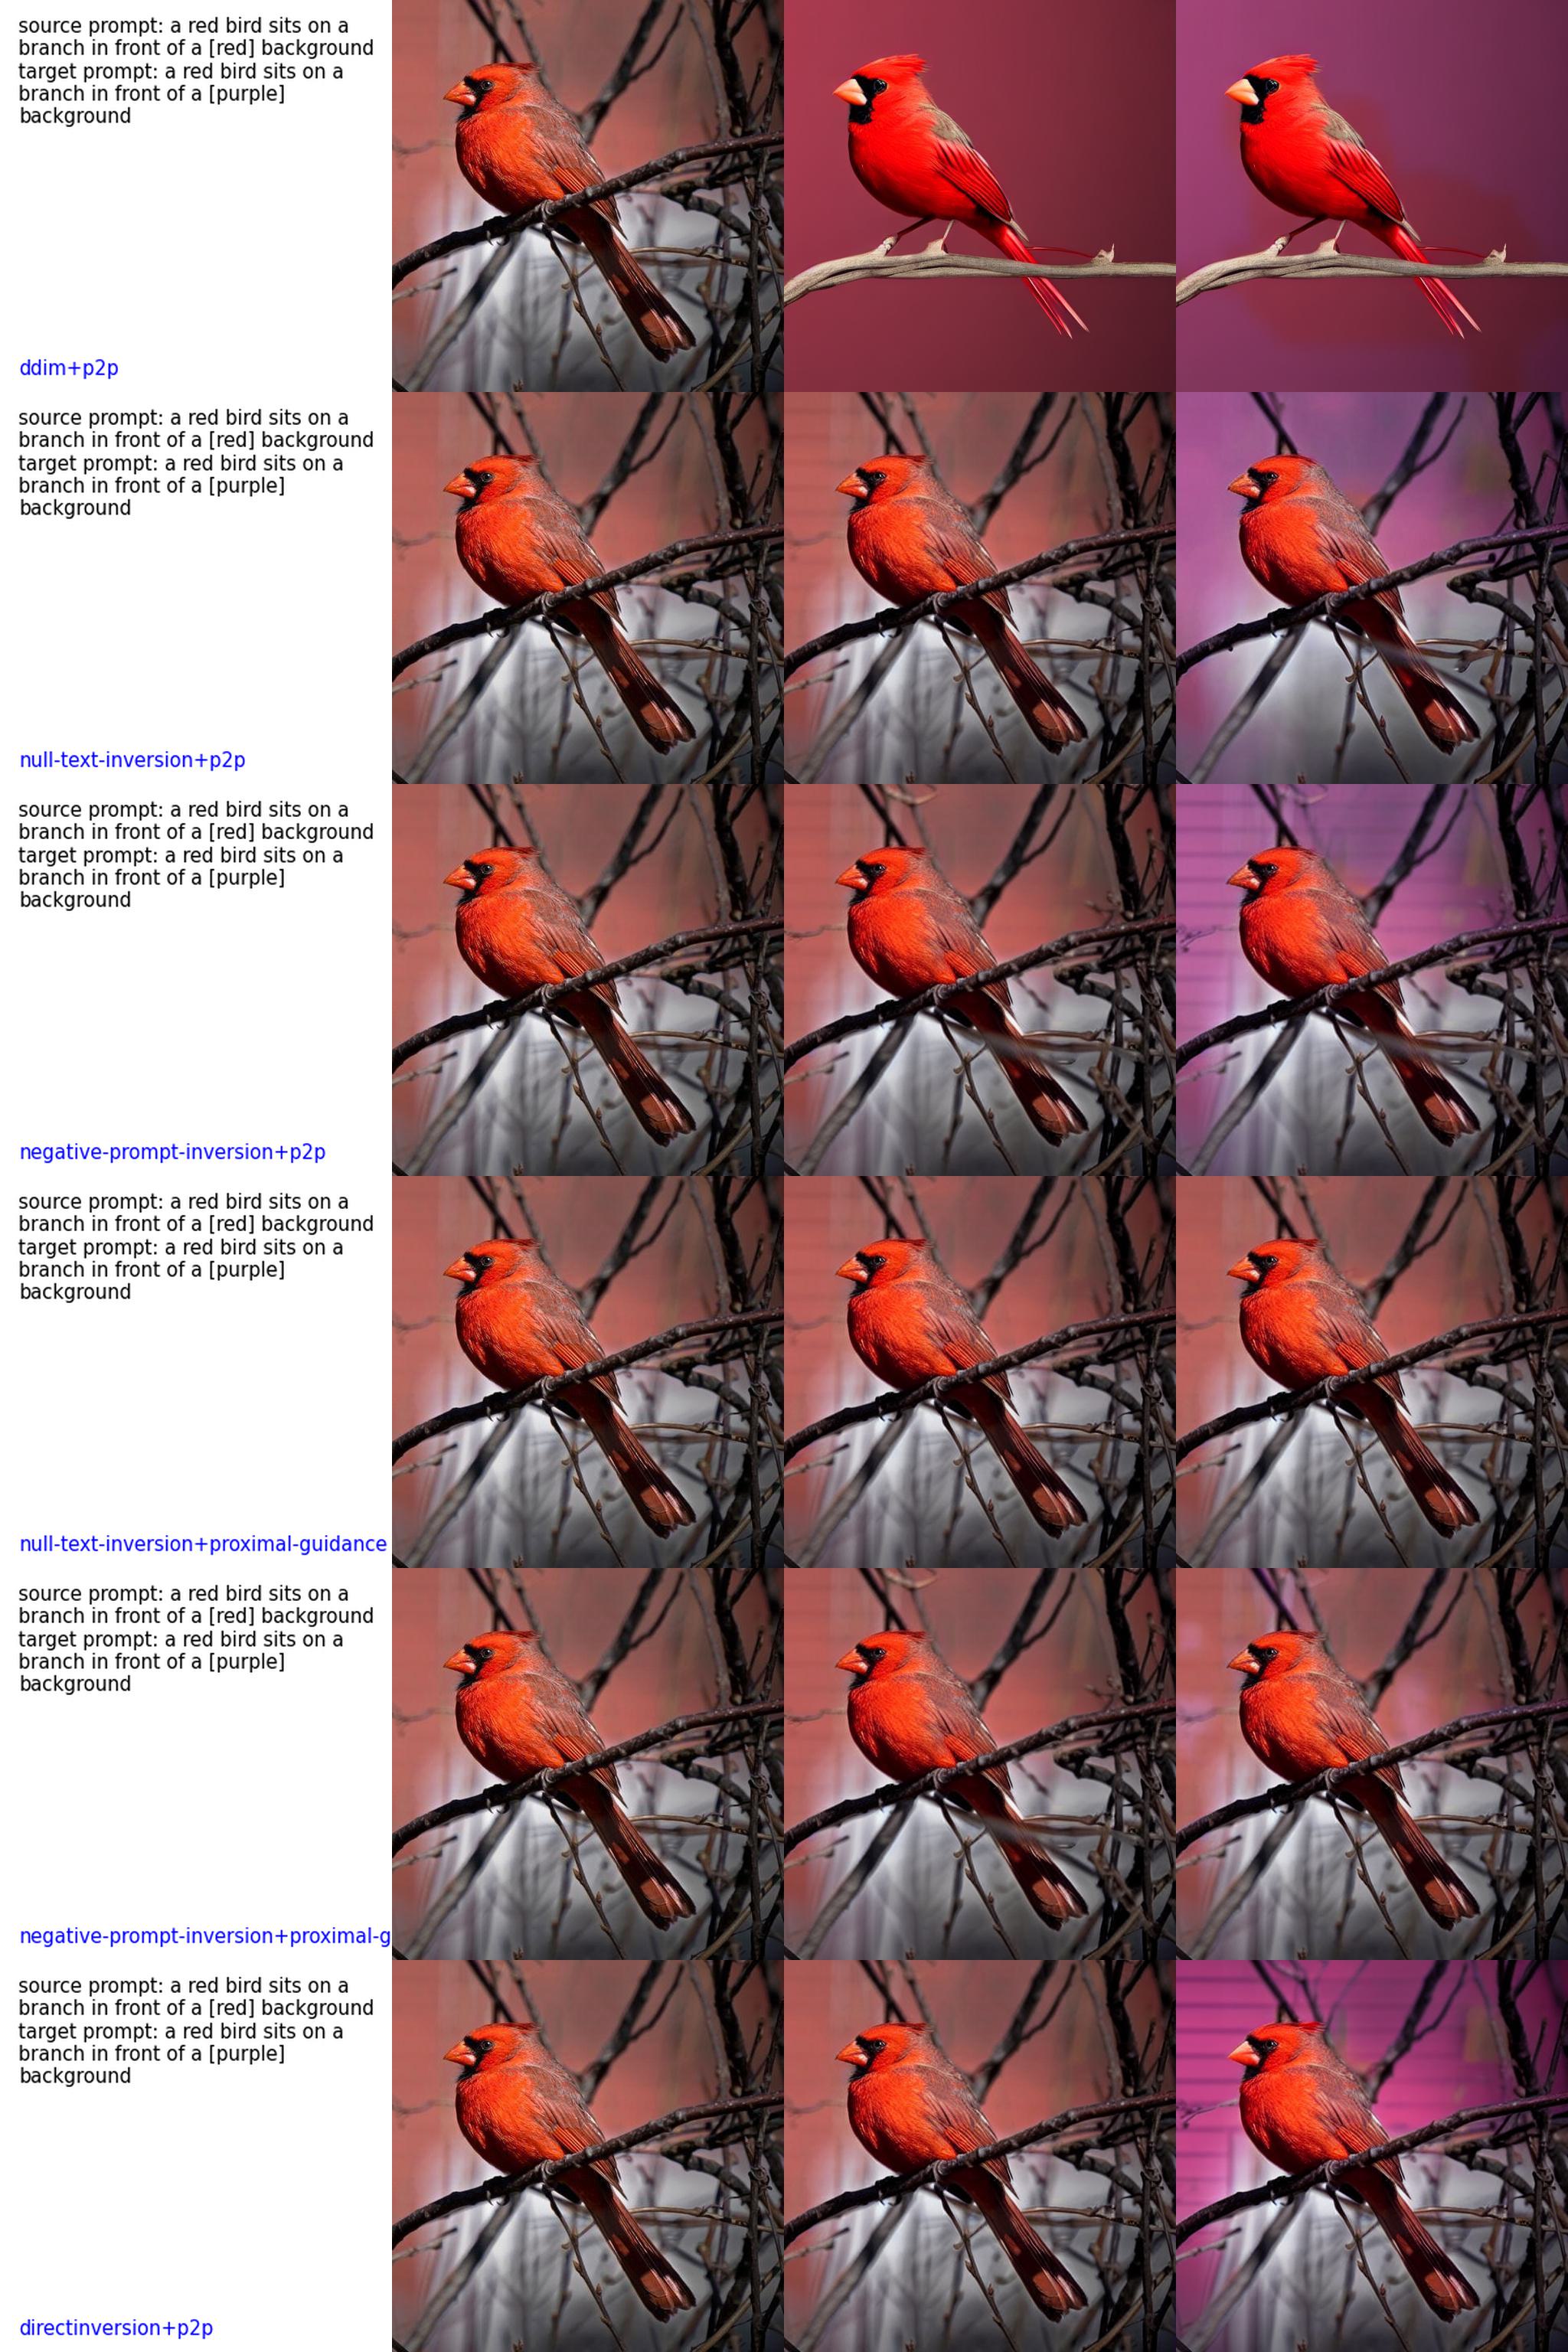 source prompt: a red bird sits on a
branch in front of a [red] background
target prompt: a red bird sits on a
branch in front of a [purple]
background
ddim+p2p
source prompt: a red bird sits on a
branch in front of a [red] background
target prompt: a red bird sits on a
branch in front of a [purple]
background
null-text-inversion+p2p
source prompt: a red bird sits on a
branch in front of a [red] background
target prompt: a red bird sits on a
branch in front of a [purple]
background
negative-prompt-inversion+p2p
source prompt: a red bird sits on a
branch in front of a [red] background
target prompt: a red bird sits on a
branch in front of a [purple]
background
null-text-inversion+proximal-guidance
source prompt: a red bird sits on a
branch in front of a [red] background
target prompt: a red bird sits on a
branch in front of a [purple]
background
negative-prompt-inversion+proximal-g
source prompt: a red bird sits on a
branch in front of a [red] background
target prompt: a red bird sits on a
branch in front of a [purple]
background
directinversion+p2p